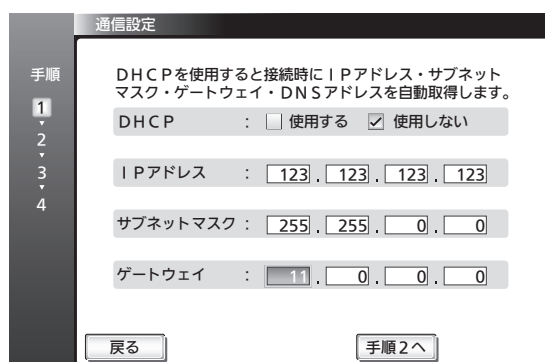 通信設定
手順
1
2
3
4
DHCPを使用すると接続時にIPアドレス・サブネット
マスク・ゲートウェイ・DNSアドレスを自動取得します。
DHCP : 使用する 使用しない
IPアドレス : 123 . 123 . 123 . 123
サブネットマスク : 255 . 255 . 0 . 0
ゲートウェイ : 11 . 0 . 0 . 0
戻る 手順2へ